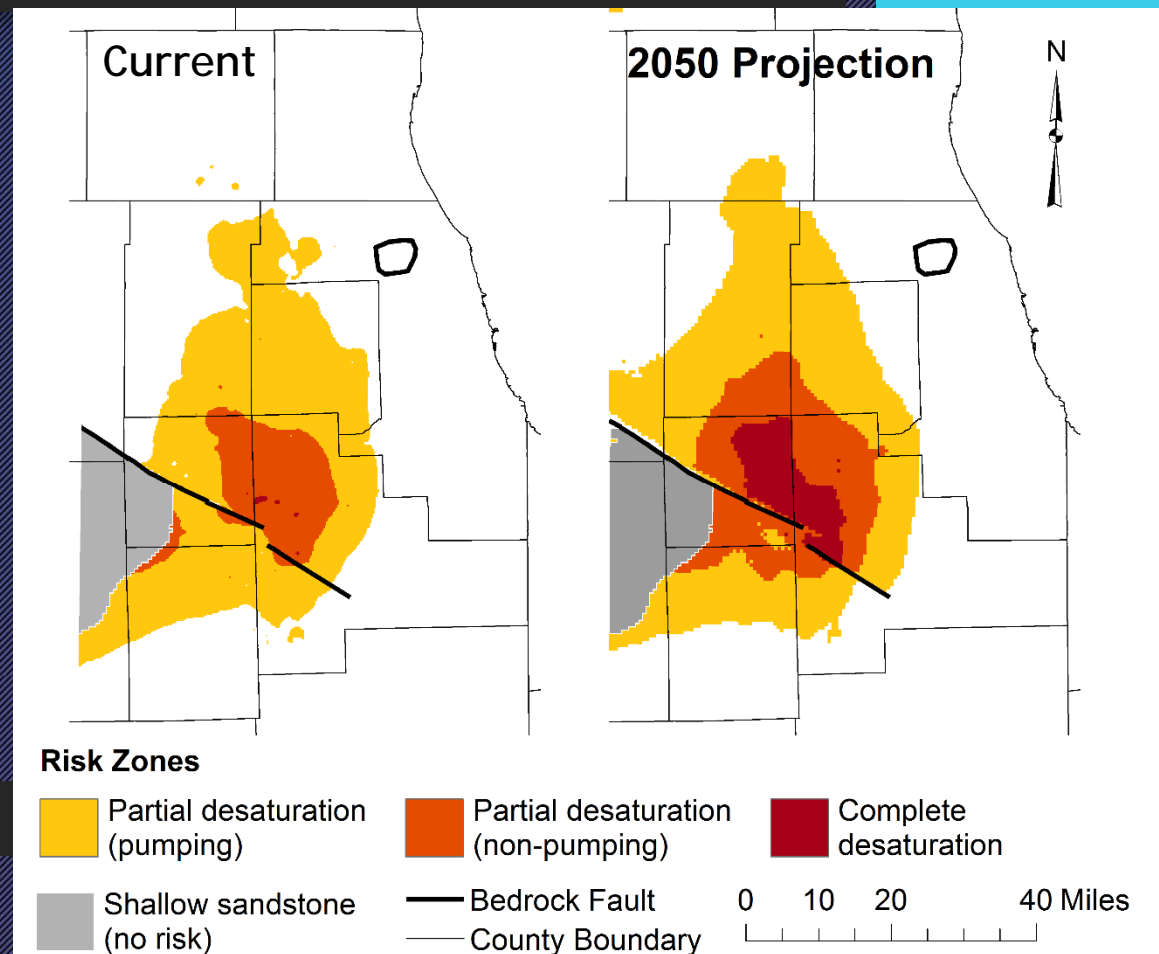 Current
2050 Projection
N
Risk Zones
Partial desaturation
(pumping)
Partial desaturation
(non-pumping)
Complete
desaturation
Shallow sandstone
(no risk)
Bedrock Fault
County Boundary
0 10 20 40 Miles